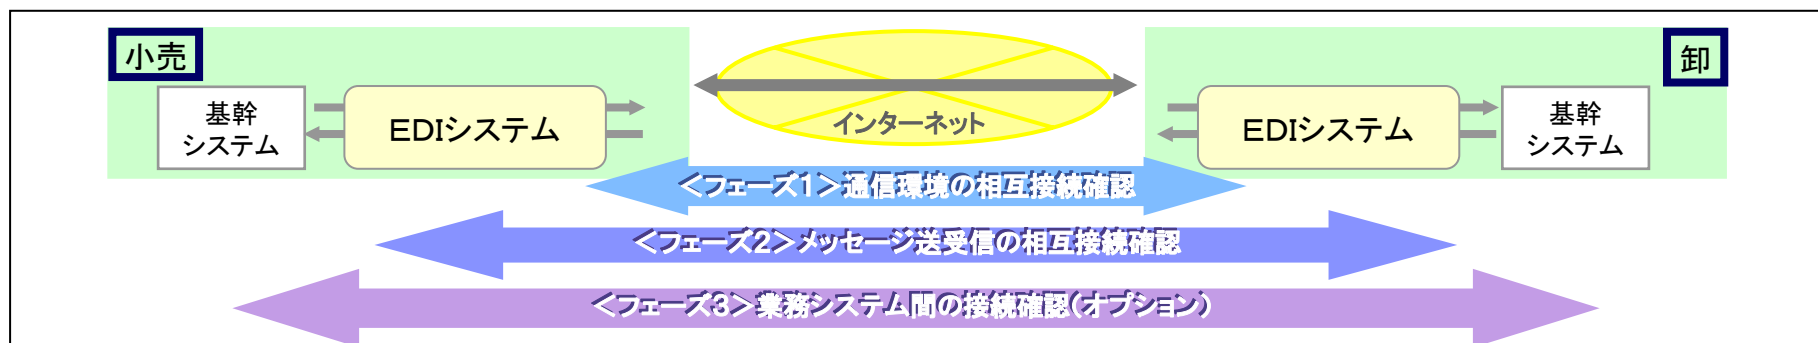 小売
卸
基幹
システム
EDIシステム
インターネット
EDIシステム
基幹
システム
＜フェーズ1＞通信環境の相互接続確認
＜フェーズ2＞メッセージ送受信の相互接続確認
＜フェーズ3＞業務システム間の接続確認(オプション)